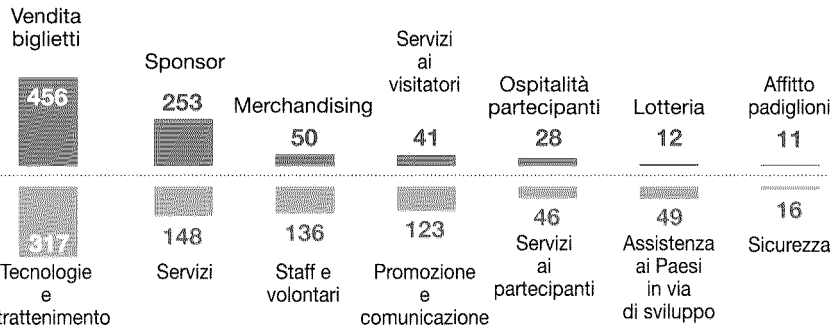 Vendita
biglietti
456
Sponsor
253
Merchandising
50
Servizi
ai
visitatori
41
Ospitalità
partecipanti
28
Lotteria
12
Affitto
padiglioni
11
317
Tecnologie
e
trattenimento
148
Servizi
136
Staff e
volontari
123
Promozione
e
comunicazione
46
Servizi
ai
partecipanti
49
Assistenza
ai Paesi
in via
di sviluppo
16
Sicurezza